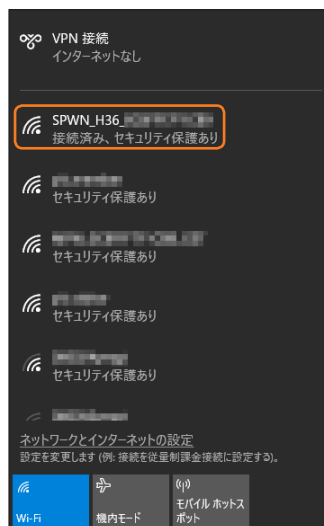 VPN 接続
インターネットなし
SPWN_H36_
接続済み、セキュリティ保護あり
セキュリティ保護あり
セキュリティ保護あり
セキュリティ保護あり
セキュリティ保護あり
ネットワークとインターネットの設定
設定を変更します (例: 接続を従量制課金接続に設定する)。
Wi-Fi
機内モード
モバイル ホットス
ポット